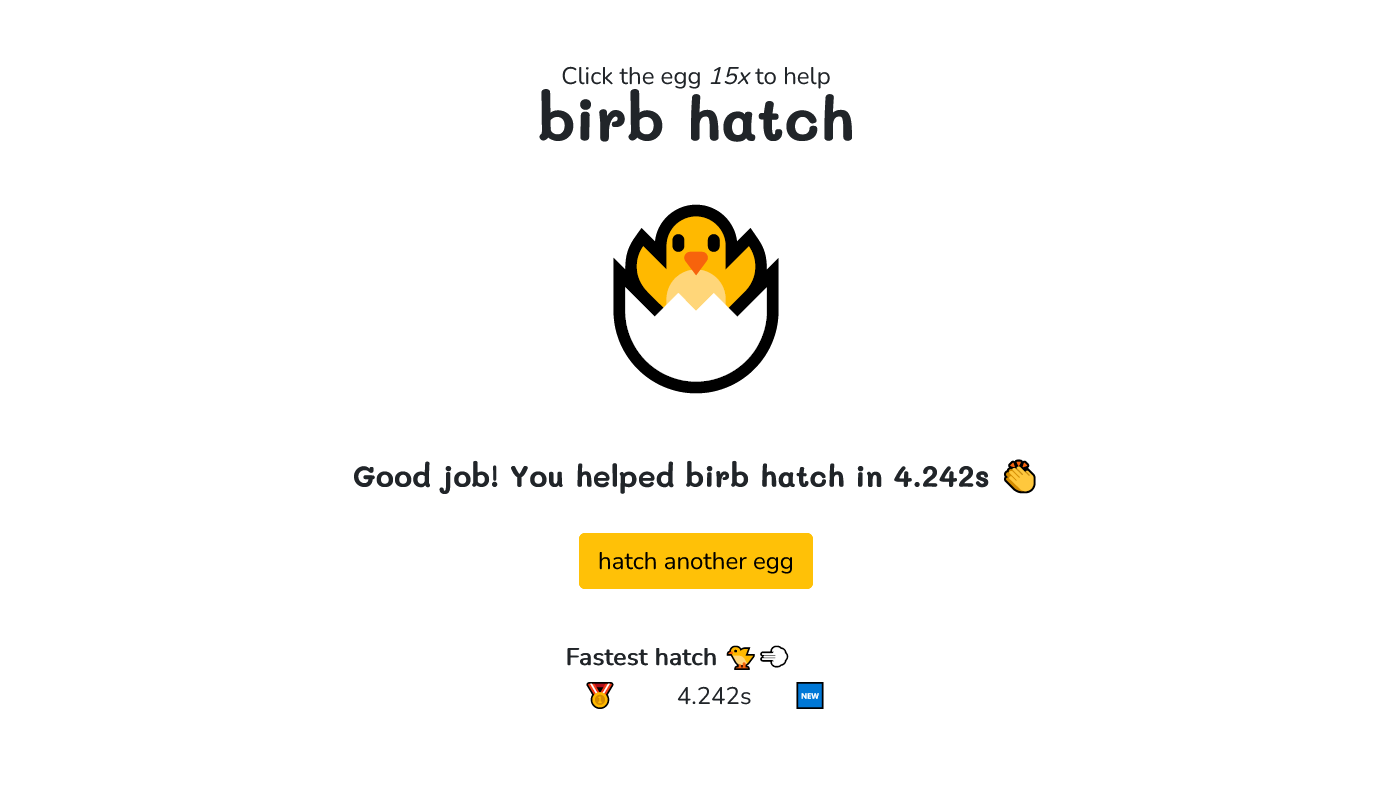 Click the egg 15x to help
birb hatch
Good job! You helped birb hatch in 4.242s
hatch another egg
Fastest hatch
4.242s NEW